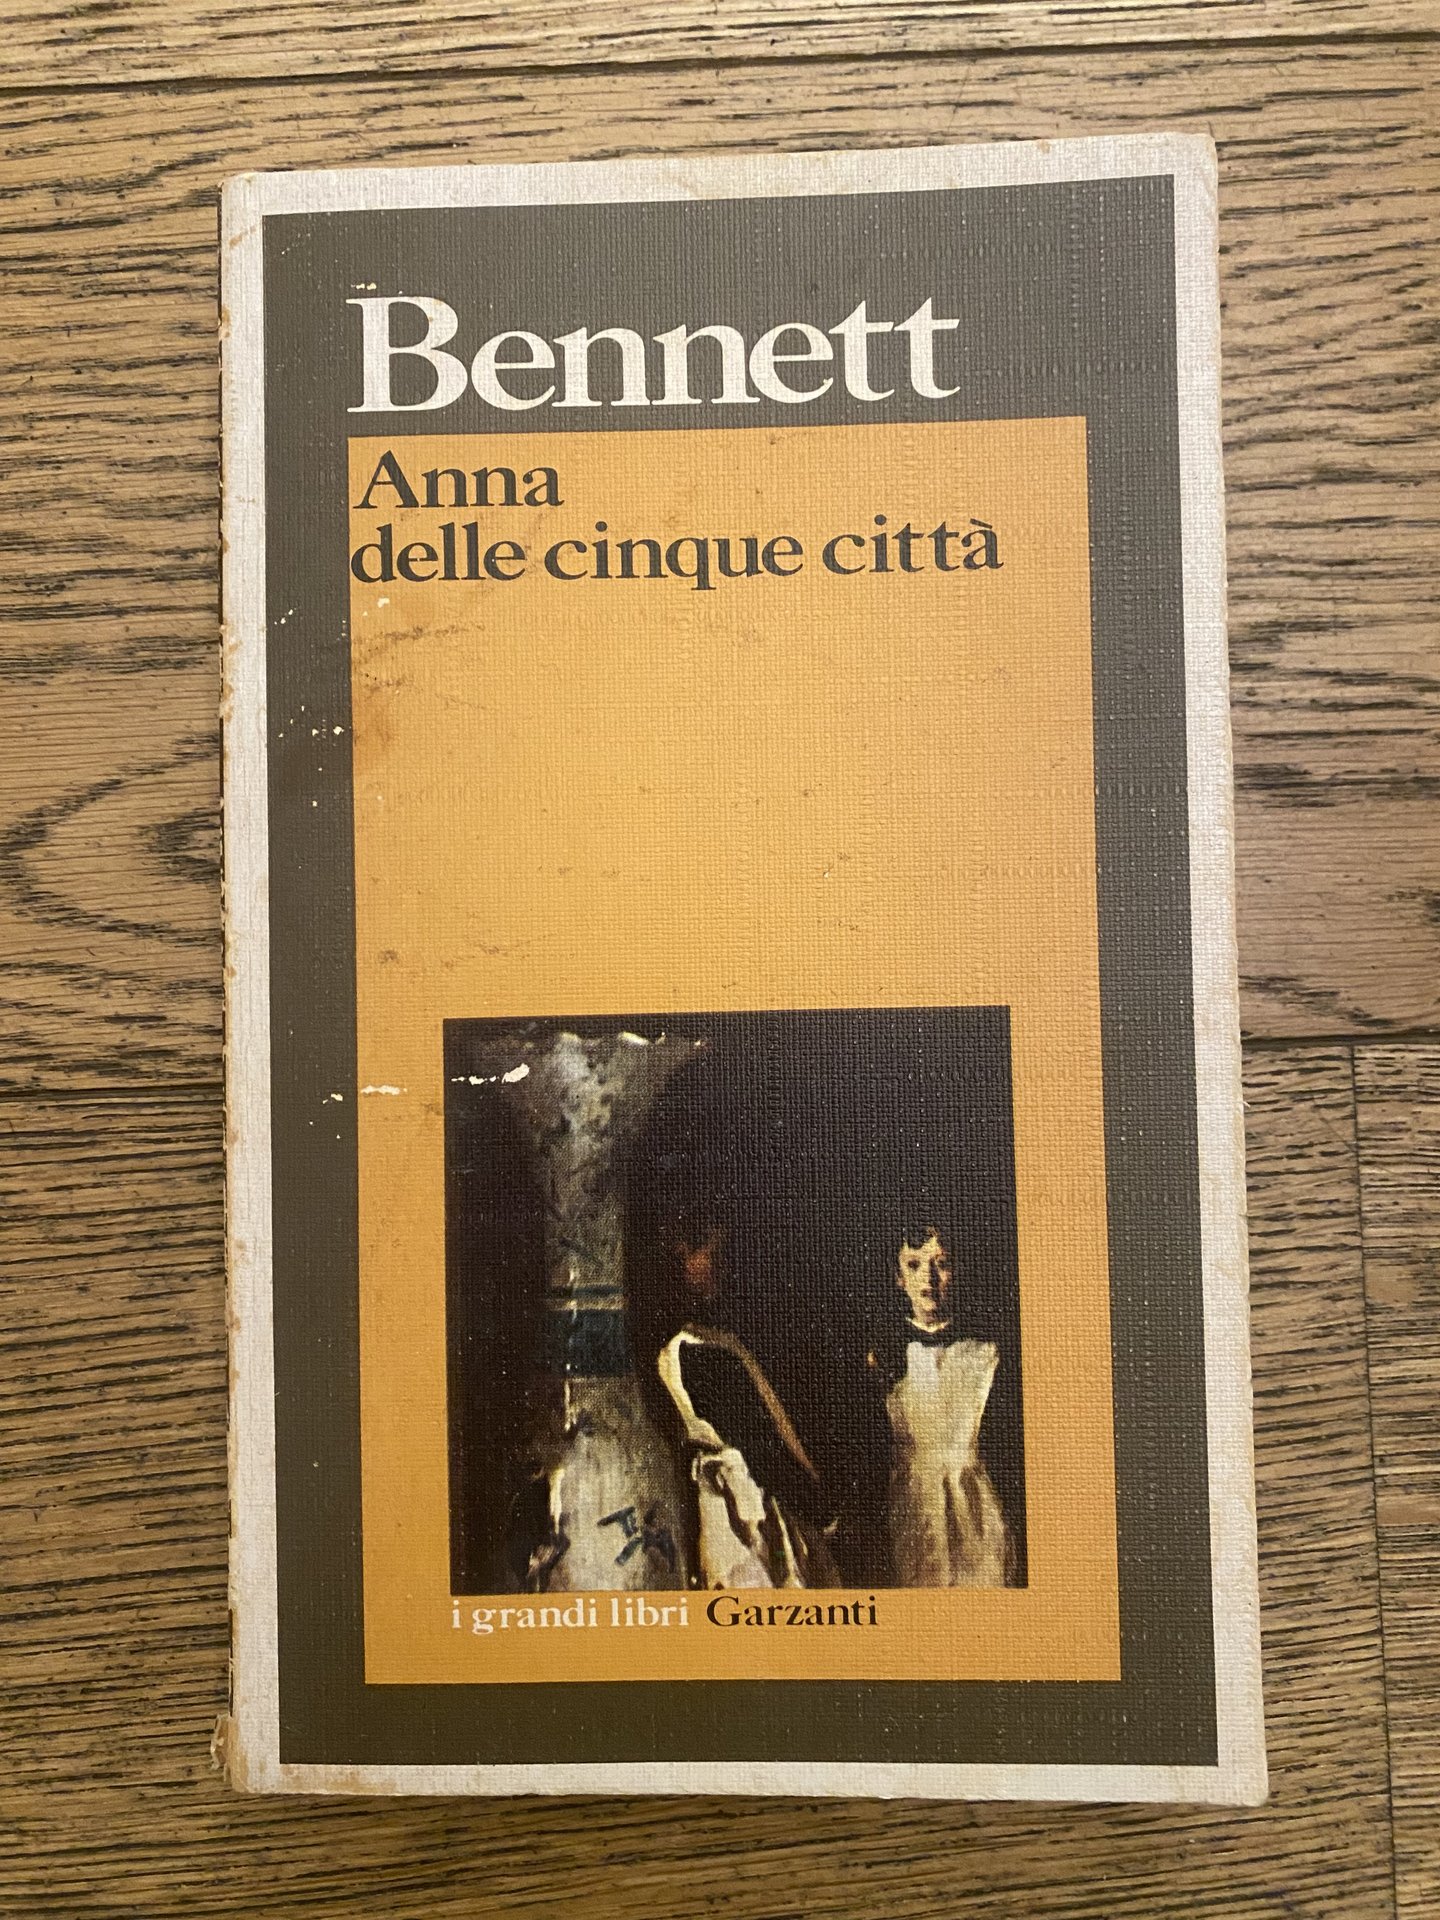 Bennett
Anna
delle cinque città
i grandi libri Garzanti